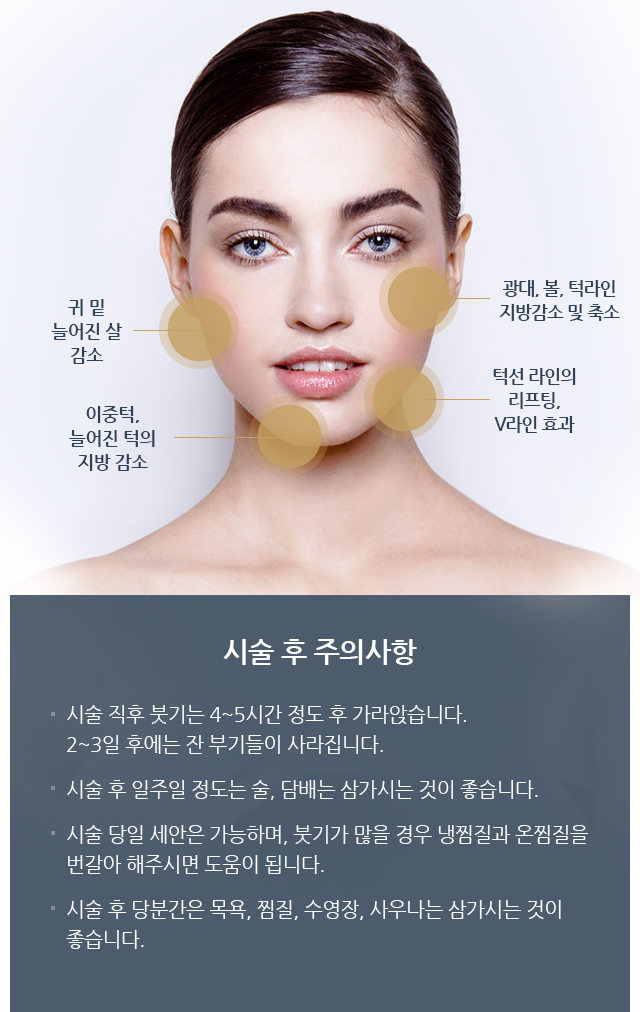 귀 밑
늘어진 살
감소
광대, 볼, 턱라인
지방감소 및 축소
이중턱,
늘어진 턱의
지방 감소
턱선 라인의
리프팅,
V라인 효과
시술 후 주의사항
시술 직후 붓기는 4~5시간 정도 후 가라앉습니다.
2~3일 후에는 잔 부기들이 사라집니다.
시술 후 일주일 정도는 술, 담배는 삼가시는 것이 좋습니다.
시술 당일 세안은 가능하며, 붓기가 많을 경우 냉찜질과 온찜질을
번갈아 해주시면 도움이 됩니다.
시술 후 당분간은 목욕, 찜질, 수영장, 사우나는 삼가시는 것이
좋습니다.